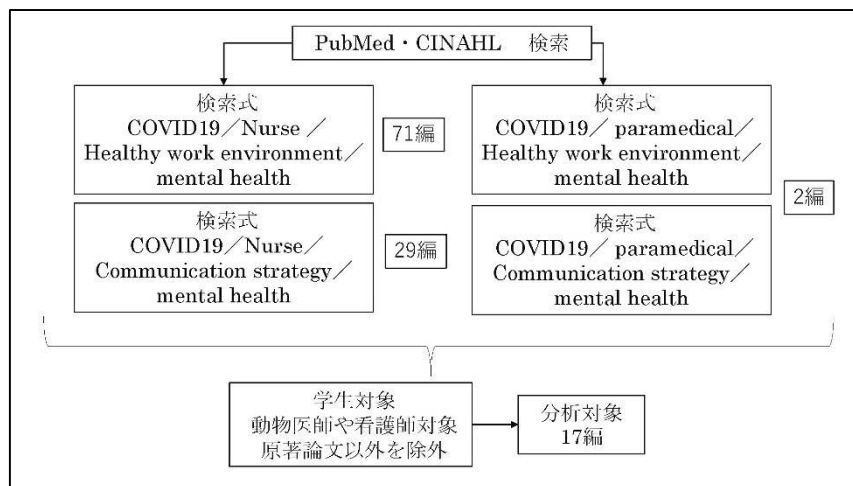 PubMed・CINAHL 検索
検索式
COVID19／Nurse／
Healthy work environment／
mental health
71編
検索式
COVID19／Nurse／
Communication strategy／
mental health
29編
検索式
COVID19／ paramedical／
Healthy work environment／
mental health
検索式
COVID19／ paramedical／
Communication strategy／
mental health
2編
学生対象
動物医師や看護師対象
原著論文以外を除外
分析対象
17編